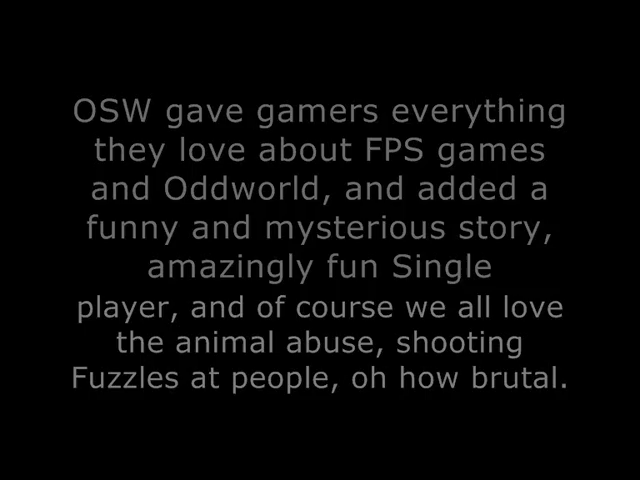 OSW gave gamers everything
they love about FPS games
and Oddworld, and added a
funny and mysterious story,
amazingly fun Single
player, and of course we all love
the animal abuse, shooting
Fuzzles at people, oh how brutal.